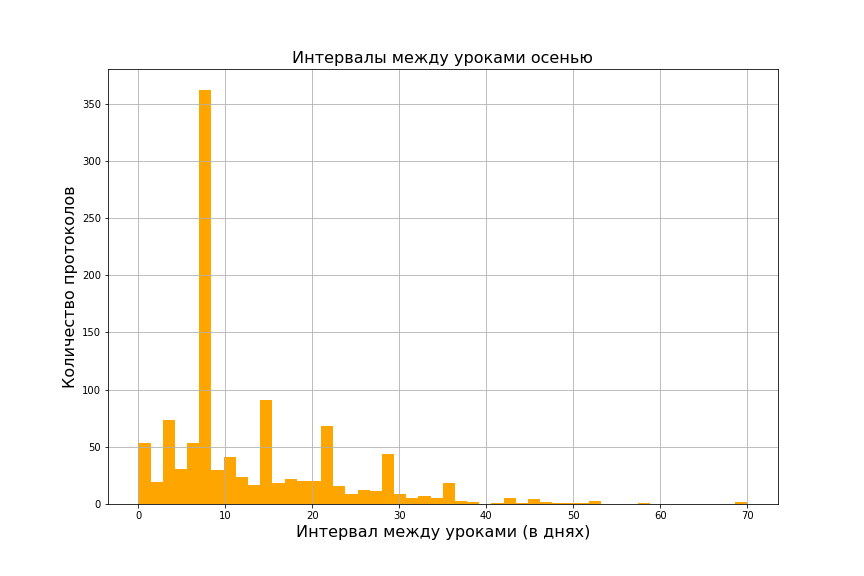 Интервалы между уроками осенью
350
300
250
200
150
100
50
0
Количество протоколов
0 10 20 30 40 50 60 70
Интервал между уроками (в днях)